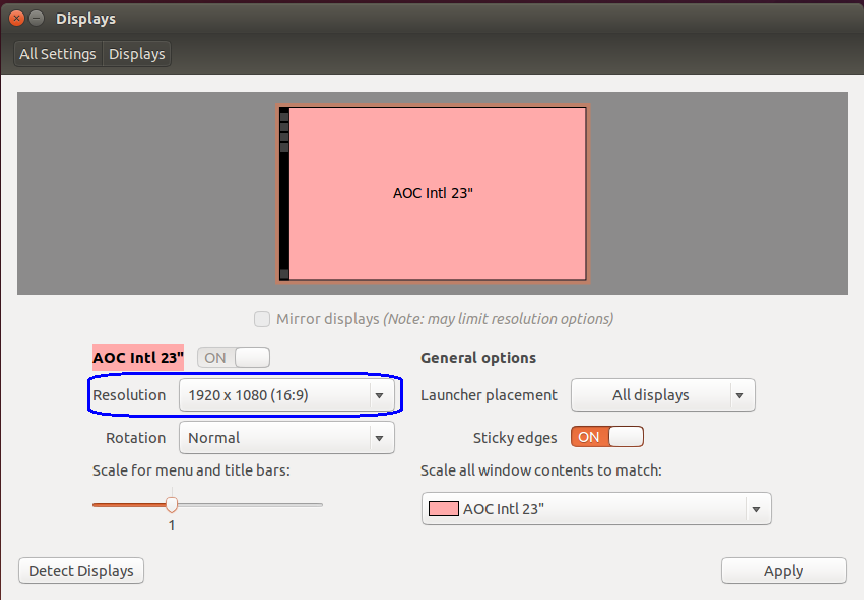 Displays
All Settings Displays
AOC Intl 23"
Mirror displays (Note: may limit resolution options)
AOC Intl 23" ON
General options
Resolution 1920 x 1080 (16:9)
Launcher placement All displays
Rotation Normal
Sticky edges ON
Scale for menu and title bars:
Scale all window contents to match:
1
AOC Intl 23"
Detect Displays
Apply